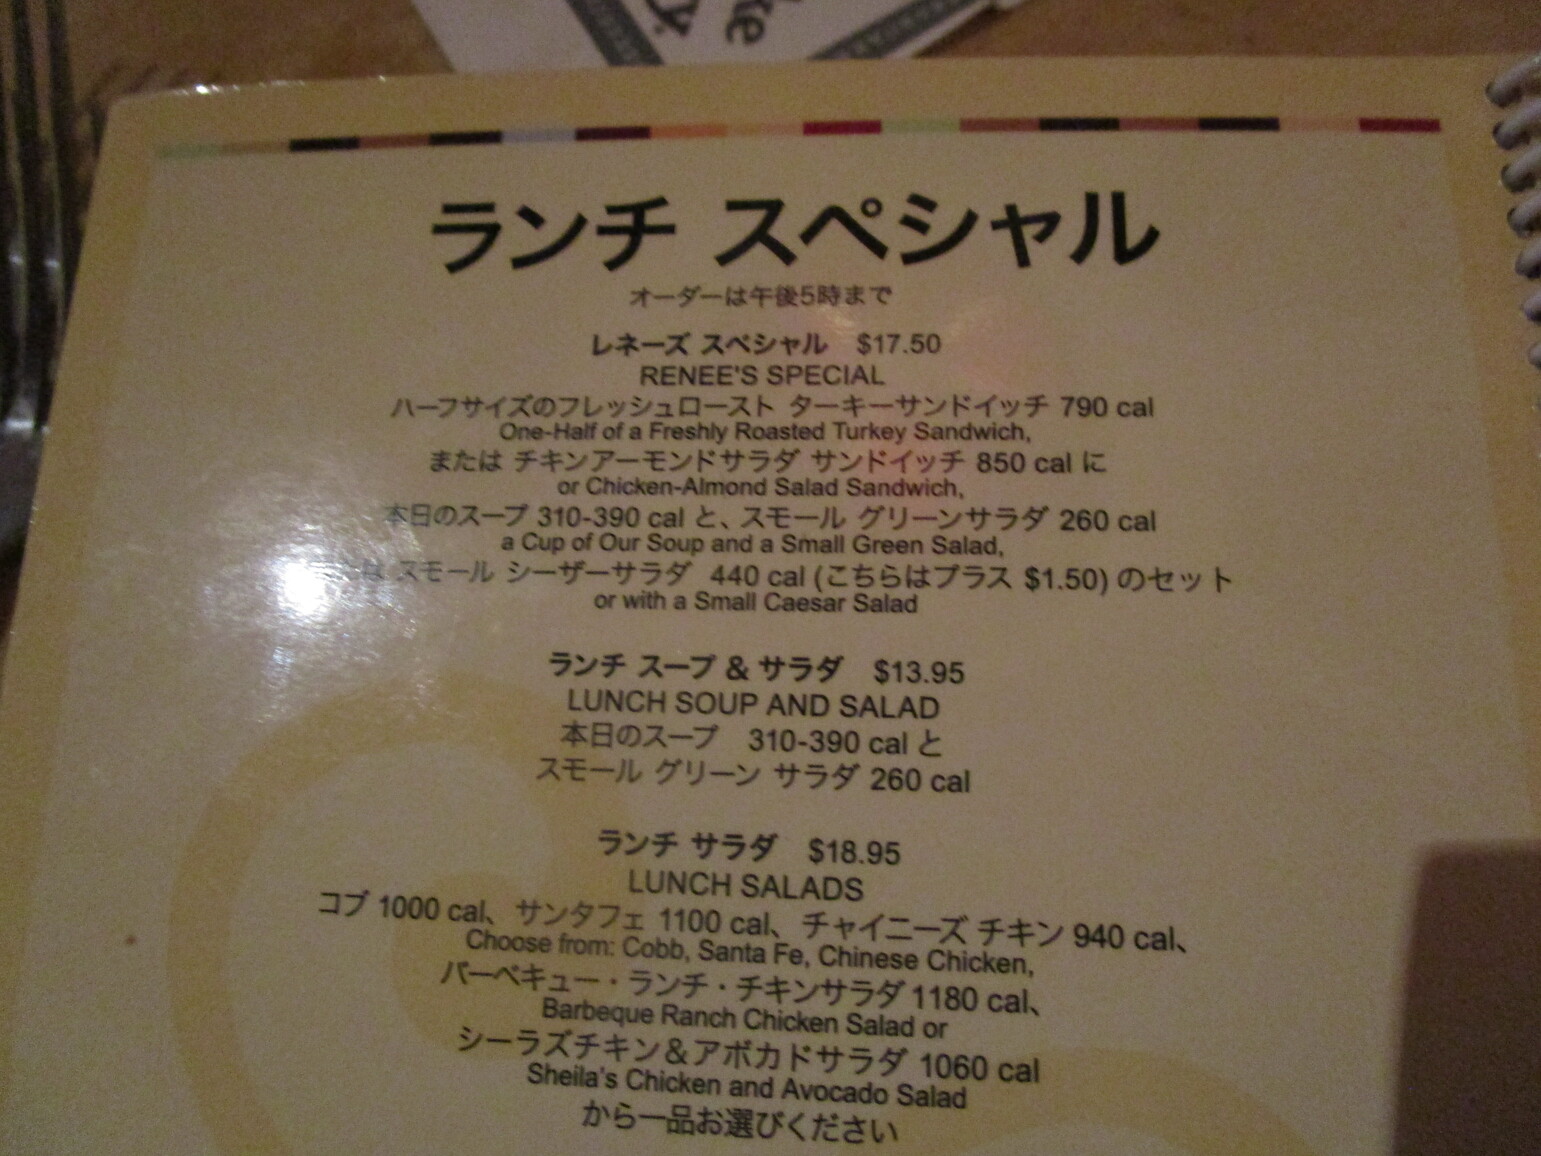 ke
ry.
ランチ スペシャル
オーダーは午後5時まで
レネーズ スペシャル $17.50
RENEE'S SPECIAL
ハーフサイズのフレッシュロースト ターキーサンドイッチ 790 cal
One-Half of a Freshly Roasted Turkey Sandwich,
または チキンアーモンドサラダ サンドイッチ 850 cal に
or Chicken-Almond Salad Sandwich,
本日のスープ 310-390 cal と、スモール グリーンサラダ 260 cal
a Cup of Our Soup and a Small Green Salad,
は スモール シーザーサラダ 440 cal (こちらはプラス $1.50) のセット
or with a Small Caesar Salad
ランチ スープ & サラダ $13.95
LUNCH SOUP AND SALAD
本日のスープ 310-390 cal と
スモール グリーン サラダ 260 cal
ランチ サラダ $18.95
LUNCH SALADS
コブ 1000 cal、 サンタフェ 1100 cal、 チャイニーズ チキン 940 cal、
Choose from: Cobb, Santa Fe, Chinese Chicken,
バーベキュー・ランチ・チキンサラダ 1180 cal、
Barbeque Ranch Chicken Salad or
シーラズチキン＆アボカドサラダ 1060 cal
Sheila's Chicken and Avocado Salad
から一品お選びください